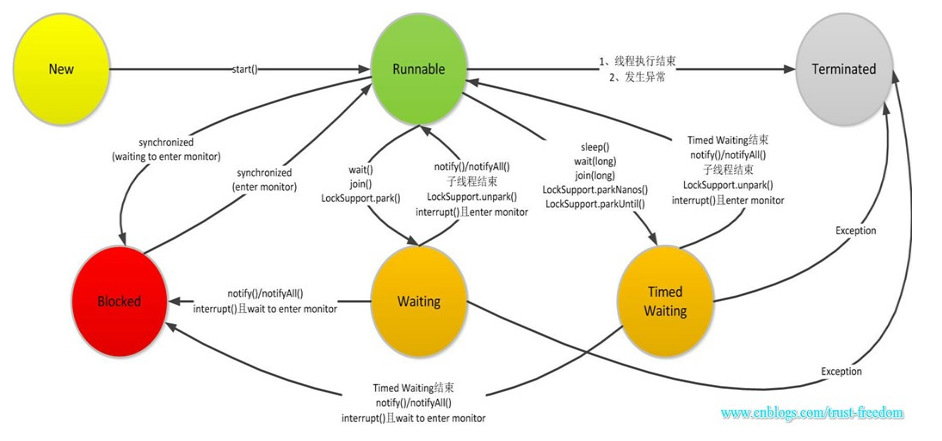 New
start()
Runnable
1、线程执行结束
2、发生异常
Terminated
synchronized
(waiting to enter monitor)
synchronized
(enter monitor)
wait()
join()
LockSupport.park()
notify()/notifyAll()
子线程结束
LockSupport.unpark()
interrupt()且enter monitor
sleep()
wait(long)
join(long)
LockSupport.parkNanos()
LockSupport.parkUntil()
Timed Waiting结束
notify()/notifyAll()
子线程结束
LockSupport.unpark()
interrupt()且enter monitor
Exception
Blocked
notify()/notifyAll()
interrupt()且wait to enter monitor
Waiting
Timed
Waiting
Exception
Timed Waiting结束
notify()/notifyAll()
interrupt()且wait to enter monitor
www.cnblogs.com/trust-freedom